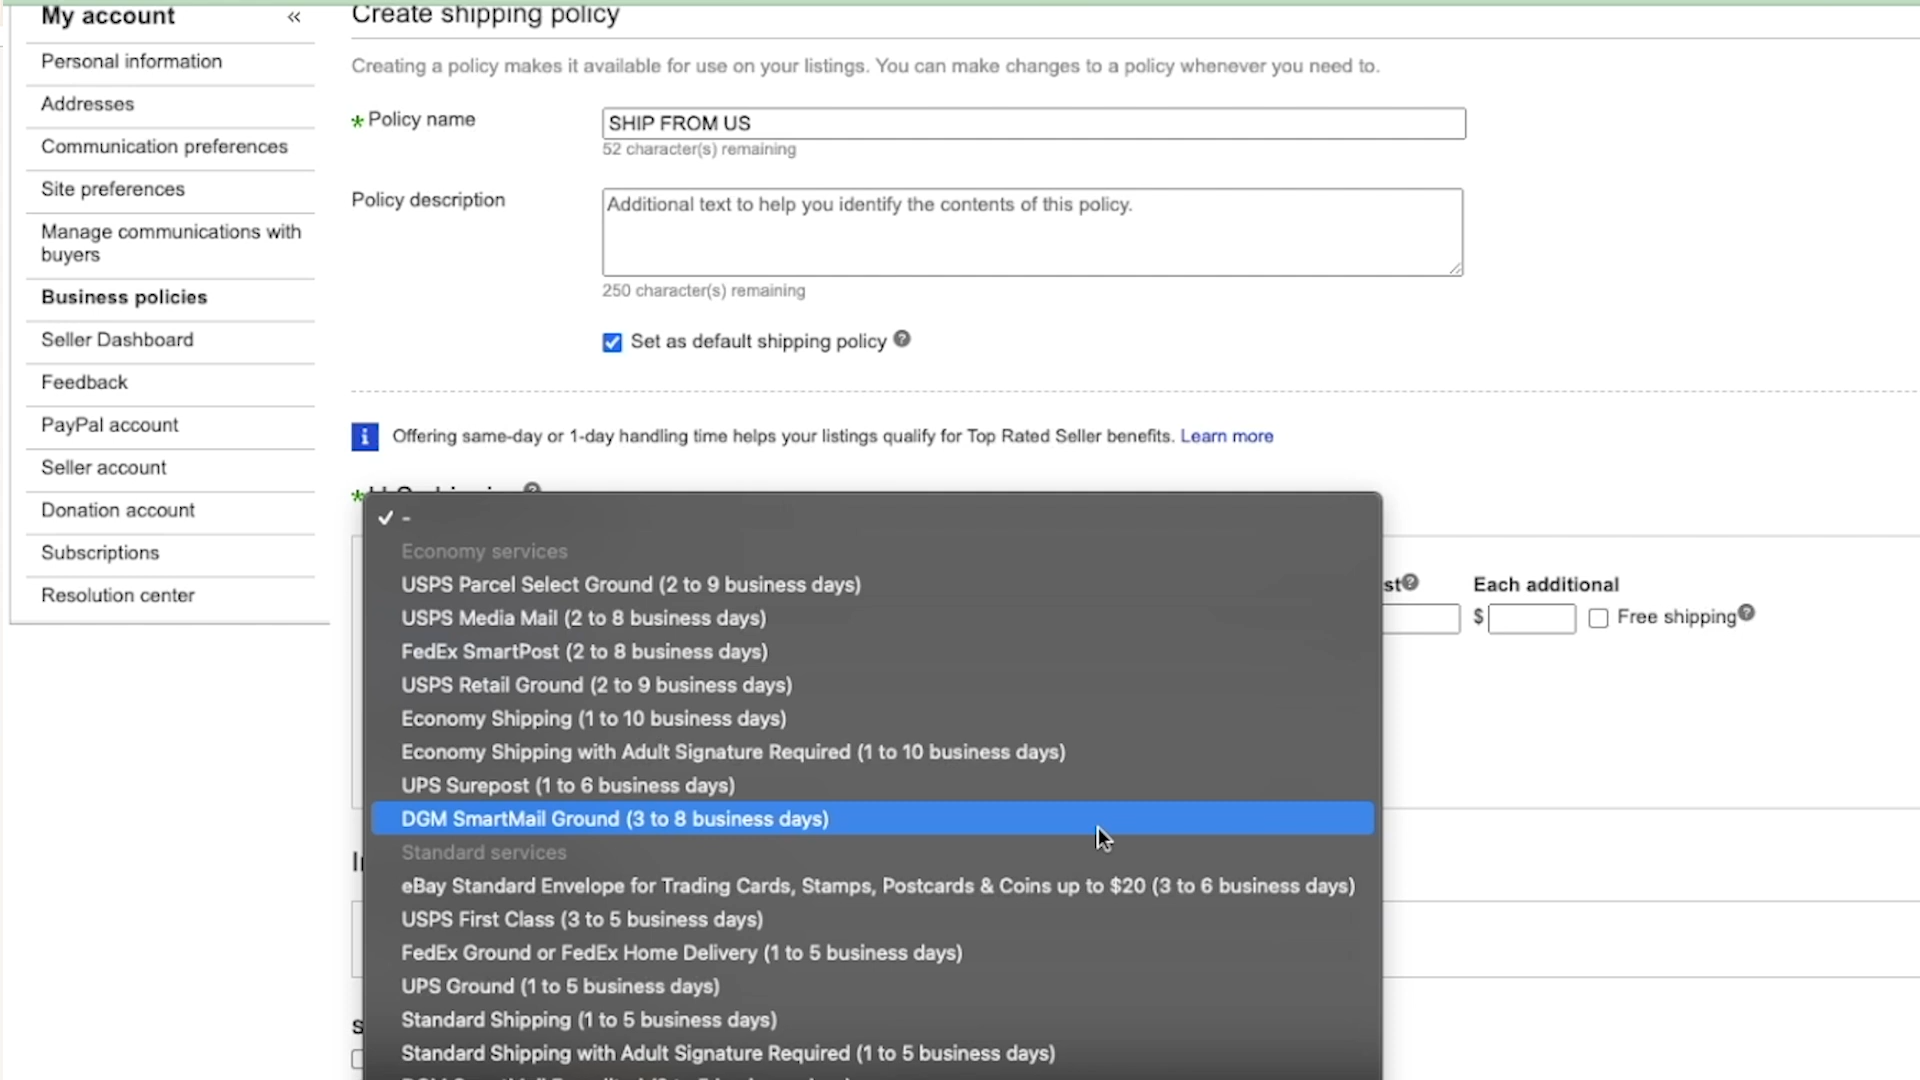 My account «
Personal information
Addresses
Communication preferences
Site preferences
Manage communications with
buyers
Business policies
Seller Dashboard
Feedback
PayPal account
Seller account
Donation account
Subscriptions
Resolution center
Create shipping policy
Creating a policy makes it available for use on your listings. You can make changes to a policy whenever you need to.
* Policy name
SHIP FROM US
52 character(s) remaining
Policy description
Additional text to help you identify the contents of this policy.
250 character(s) remaining
Set as default shipping policy ?
i Offering same-day or 1-day handling time helps your listings qualify for Top Rated Seller benefits. Learn more
* ?
✓ -
Economy services
USPS Parcel Select Ground (2 to 9 business days)
USPS Media Mail (2 to 8 business days)
FedEx SmartPost (2 to 8 business days)
USPS Retail Ground (2 to 9 business days)
Economy Shipping (1 to 10 business days)
Economy Shipping with Adult Signature Required (1 to 10 business days)
UPS Surepost (1 to 6 business days)
DGM SmartMail Ground (3 to 8 business days)
Standard services
eBay Standard Envelope for Trading Cards, Stamps, Postcards & Coins up to $20 (3 to 6 business days)
USPS First Class (3 to 5 business days)
FedEx Ground or FedEx Home Delivery (1 to 5 business days)
UPS Ground (1 to 5 business days)
Standard Shipping (1 to 5 business days)
Standard Shipping with Adult Signature Required (1 to 5 business days)
st ? Each additional
$ Free shipping ?